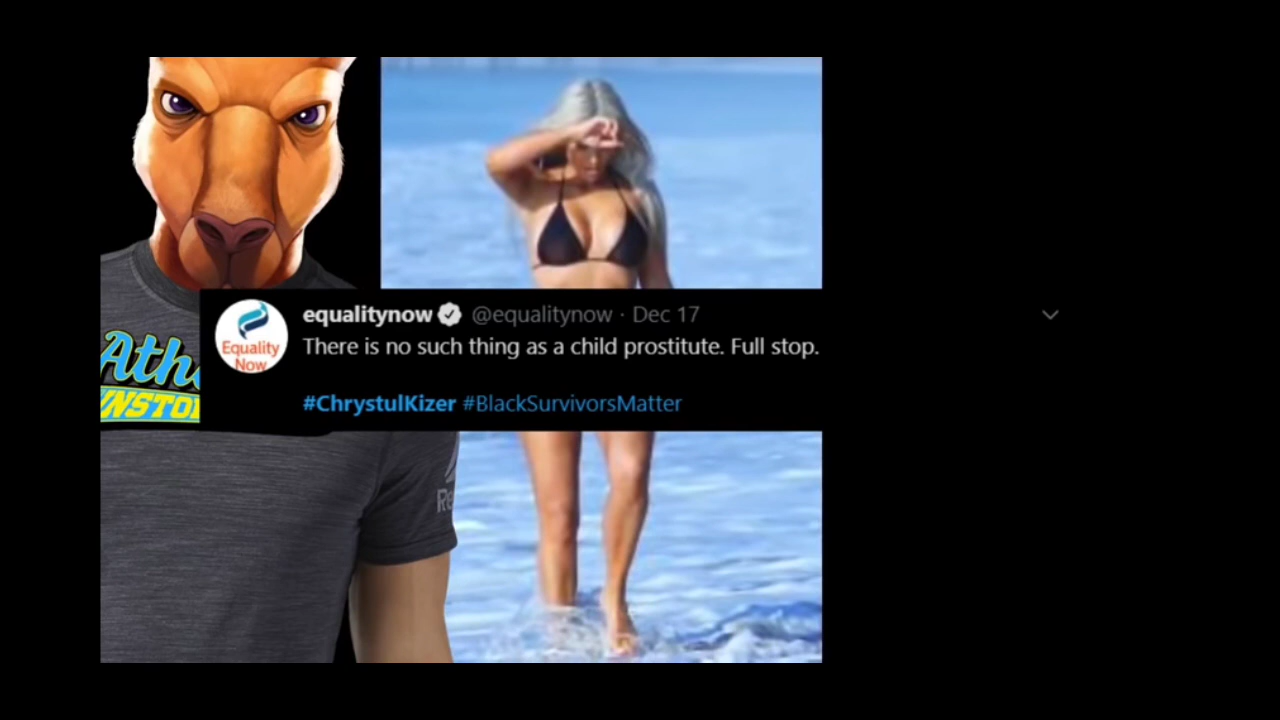 equalitynow @equalitynow · Dec 17
There is no such thing as a child prostitute. Full stop.
#ChrystulKizer #BlackSurvivorsMatter
Equality
Now